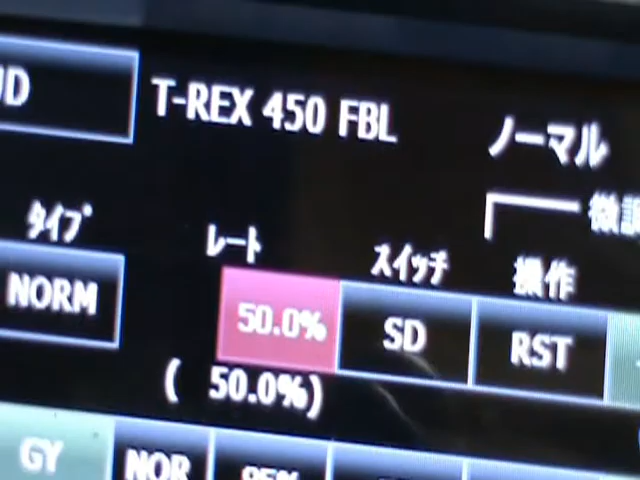 T-REX 450 FBL
ノーマル
タイプ レート スイッチ 操作
NORM 50.0% SD RST
( 50.0%)
GY NOR